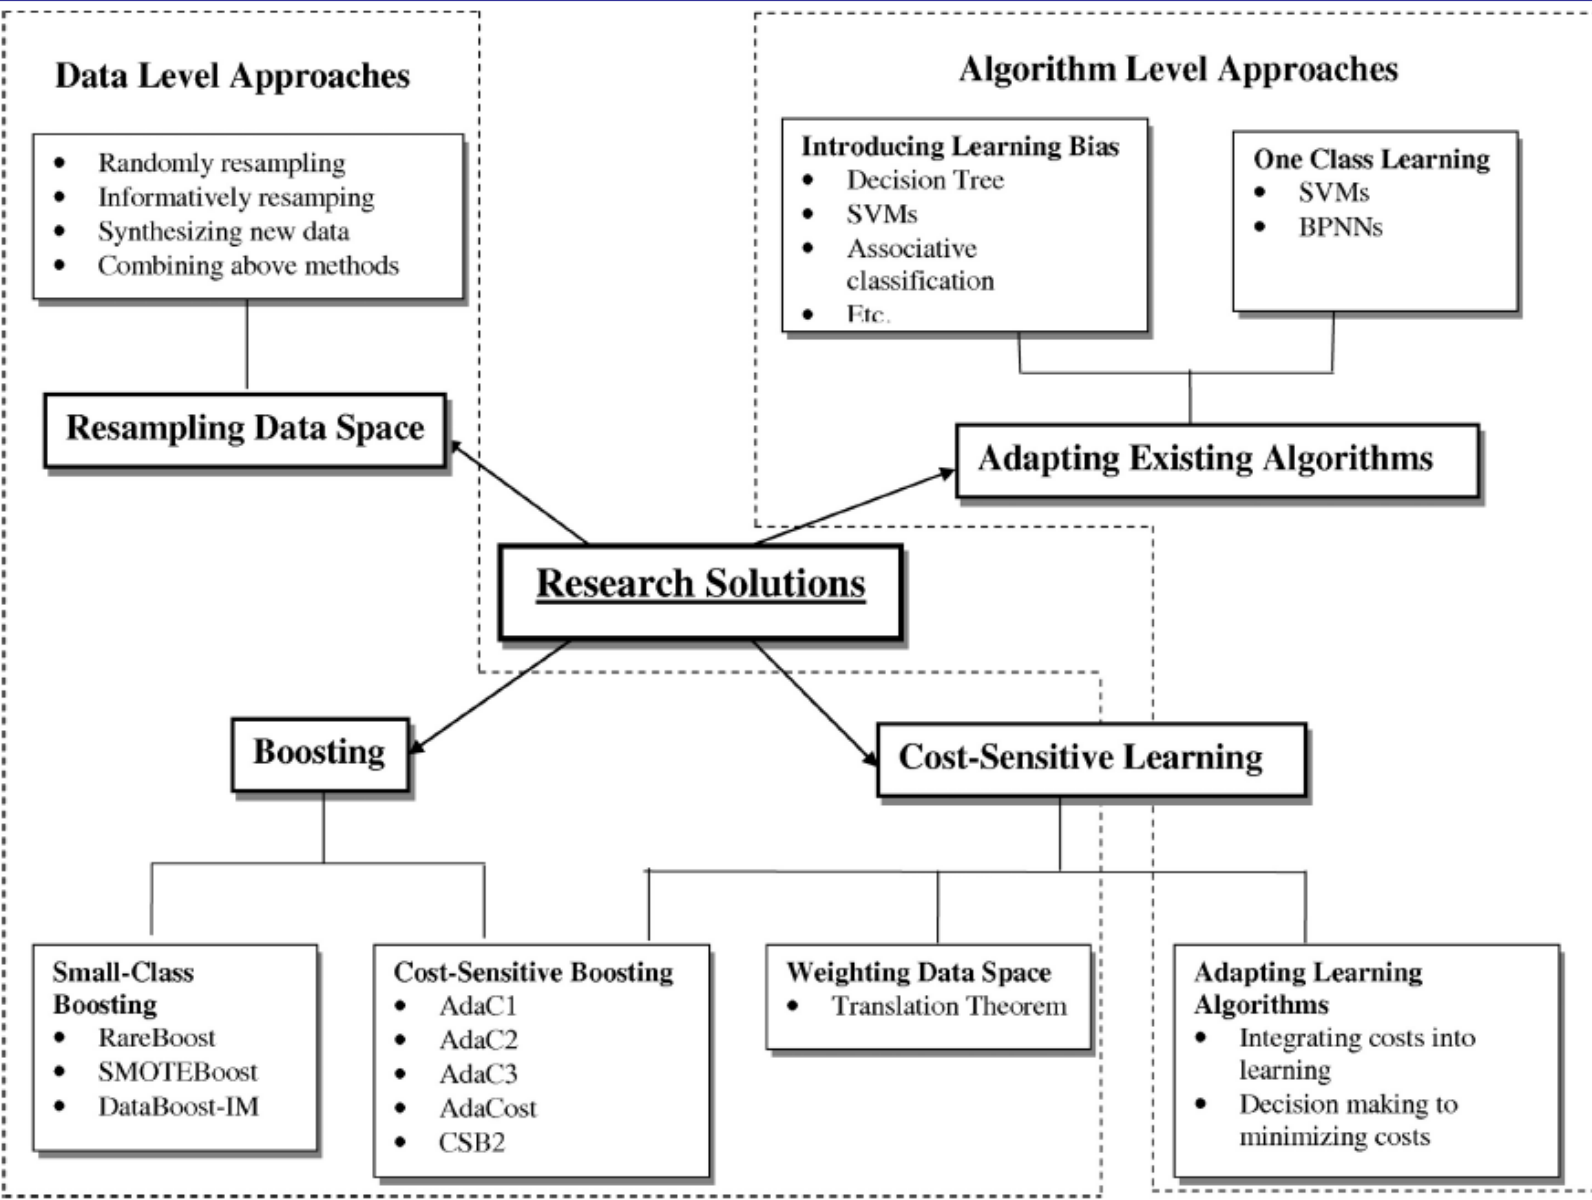 Data Level Approaches
• Randomly resampling
• Informatively resamping
• Synthesizing new data
• Combining above methods
Resampling Data Space
Algorithm Level Approaches
Introducing Learning Bias
• Decision Tree
• SVMs
• Associative
classification
• Etc.
One Class Learning
• SVMs
• BPNNs
Adapting Existing Algorithms
Research Solutions
Boosting
Cost-Sensitive Learning
Small-Class
Boosting
• RareBoost
• SMOTEBoost
• DataBoost-IM
Cost-Sensitive Boosting
• AdaC1
• AdaC2
• AdaC3
• AdaCost
• CSB2
Weighting Data Space
• Translation Theorem
Adapting Learning
Algorithms
• Integrating costs into
learning
• Decision making to
minimizing costs